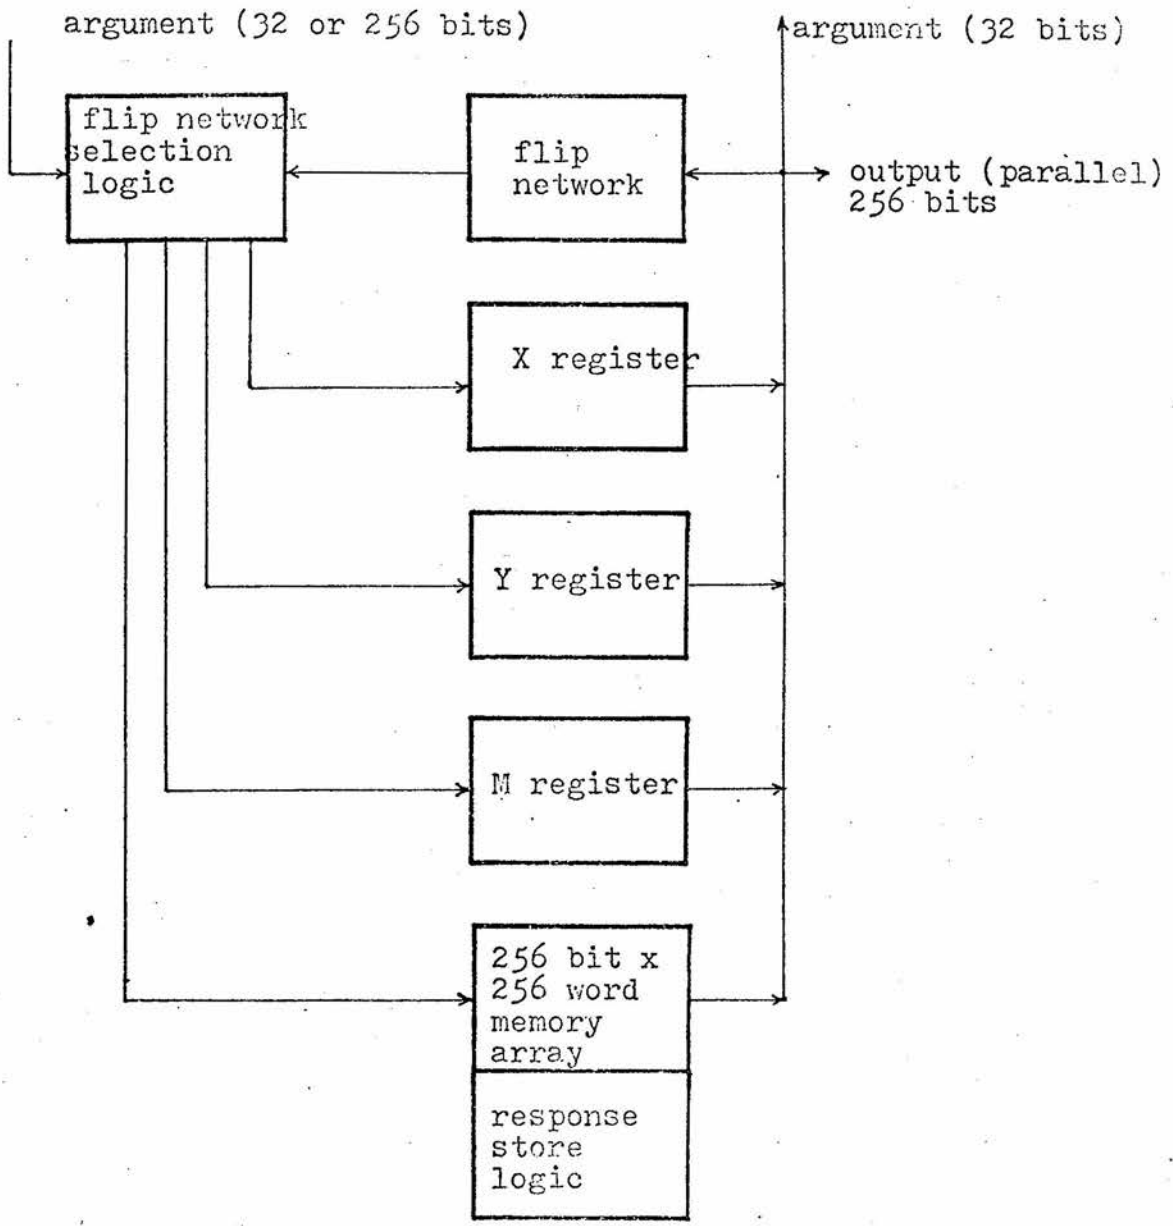 argument (32 or 256 bits)
argument (32 bits)
flip network
selection
logic
flip
network
output (parallel)
256 bits
X register
Y register
M register
256 bit x
256 word
memory
array
response
store
logic